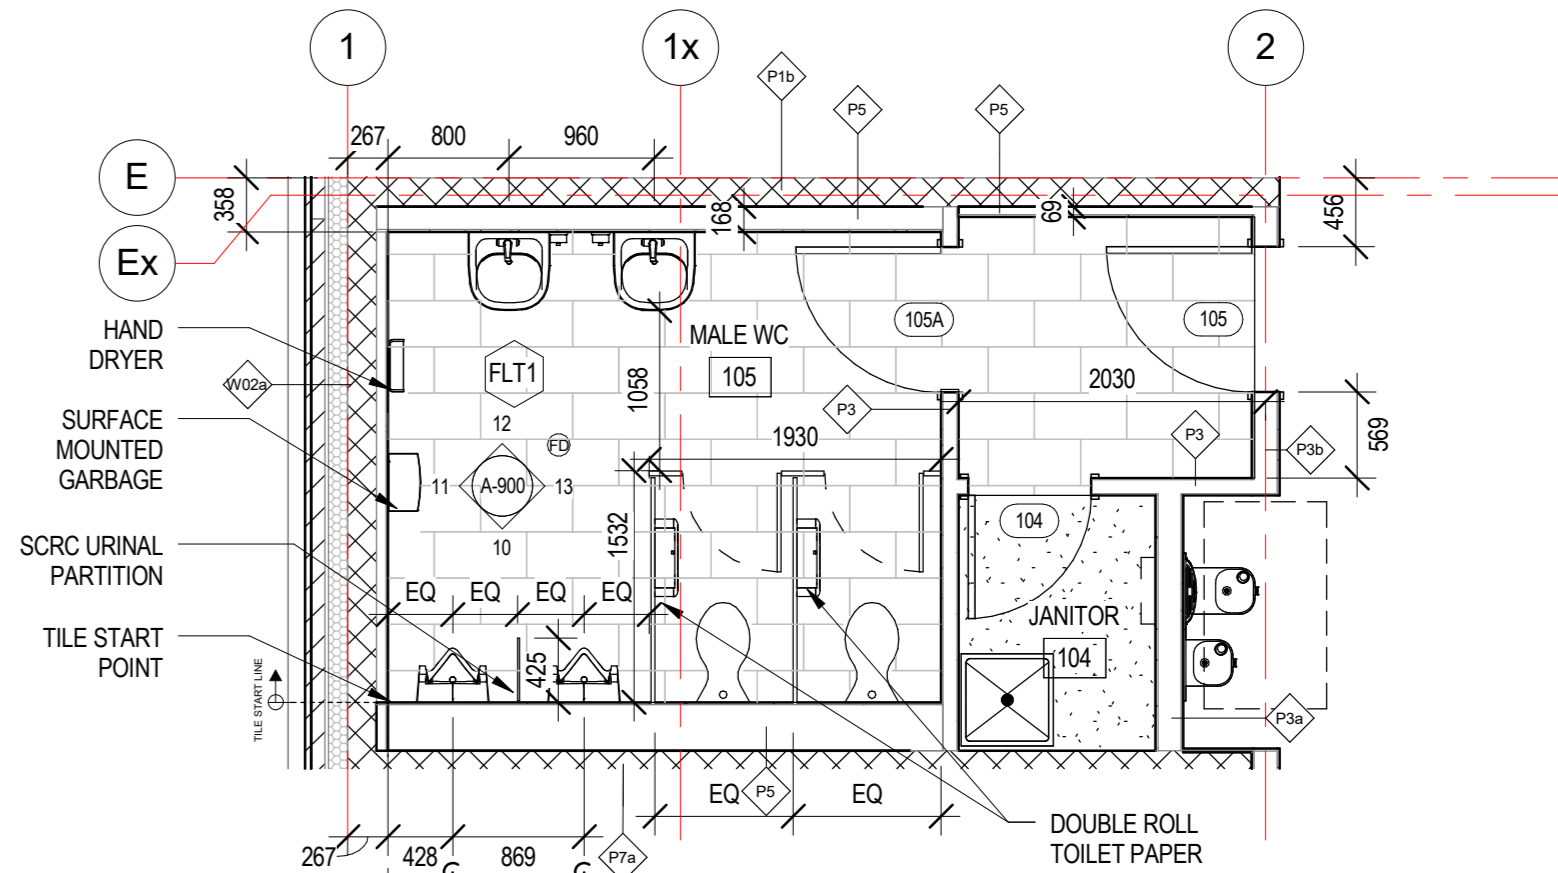 1
1x
2
P1b
P5
P5
267
800
960
E
358
168
69
456
Ex
HAND
DRYER
105A
105
MALE WC
105
W02a
FLT1
1058
2030
P3
SURFACE
MOUNTED
GARBAGE
12
FD
1930
P3
P3b
569
11
A-900
13
10
1532
104
SCRC URINAL
PARTITION
EQ
EQ
EQ
EQ
JANITOR
104
TILE START
POINT
425
TILE START LINE
P3a
EQ
P5
EQ
DOUBLE ROLL
TOILET PAPER
267
428
869
P7a